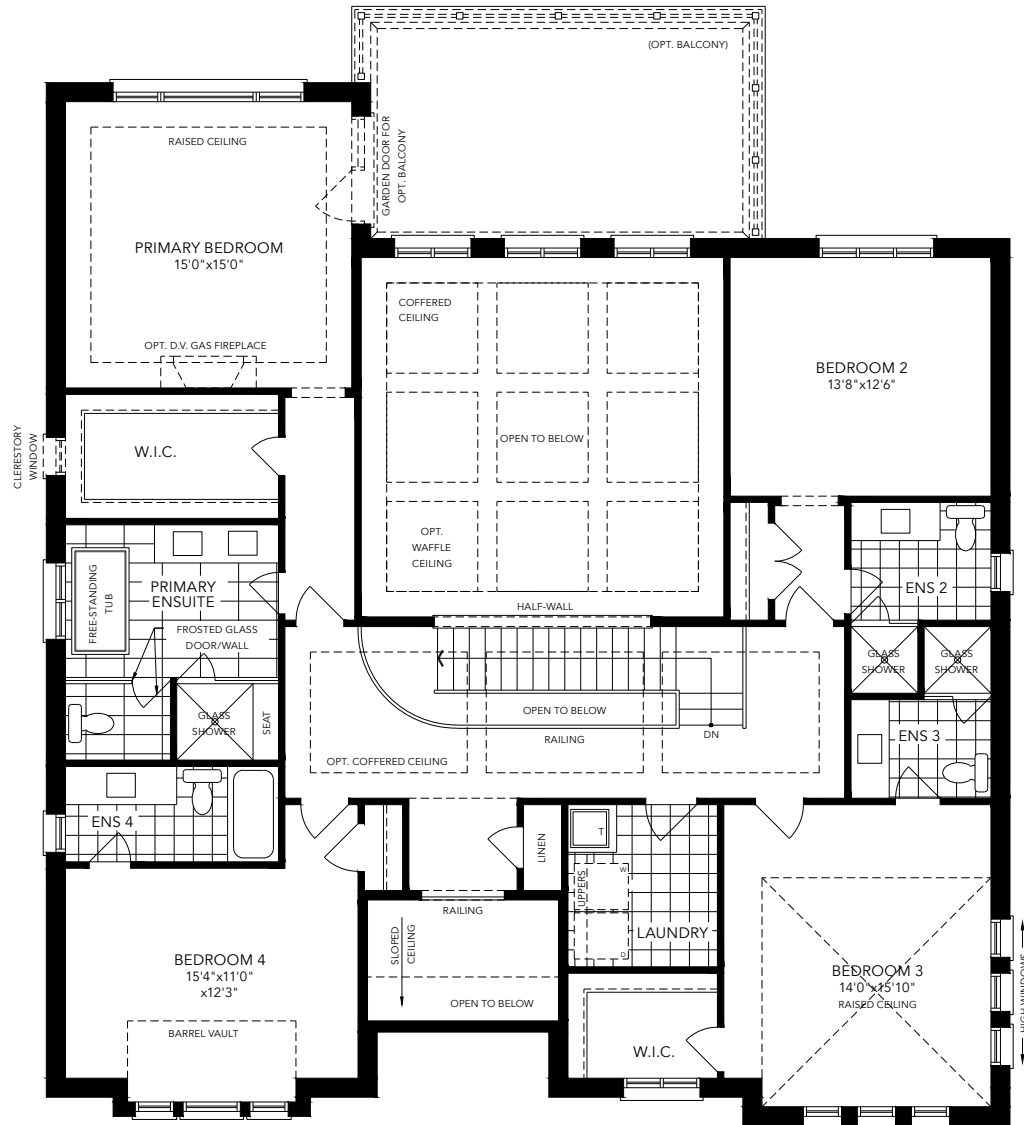 (OPT. BALCONY)
GARDEN DOOR FOR
OPT. BALCONY
RAISED CEILING
PRIMARY BEDROOM
15'0"x15'0"
OPT. D.V. GAS FIREPLACE
COFFERED
CEILING
OPEN TO BELOW
OPT.
WAFFLE
CEILING
BEDROOM 2
13'8"x12'6"
CLERESTORY
WINDOW
W.I.C.
FREE-STANDING
TUB
PRIMARY
ENSUITE
FROSTED GLASS
DOOR/WALL
GLASS
SHOWER
SEAT
HALF-WALL
OPEN TO BELOW
RAILING
DN
OPT. COFFERED CEILING
ENS 2
GLASS
SHOWER
GLASS
SHOWER
ENS 3
ENS 4
LINEN
T
W
UPPERS
D
LAUNDRY
RAILING
SLOPED
CEILING
OPEN TO BELOW
BEDROOM 4
15'4"x11'0"
x12'3"
BARREL VAULT
W.I.C.
BEDROOM 3
14'0"x15'10"
RAISED CEILING
HIGH WINDOWS